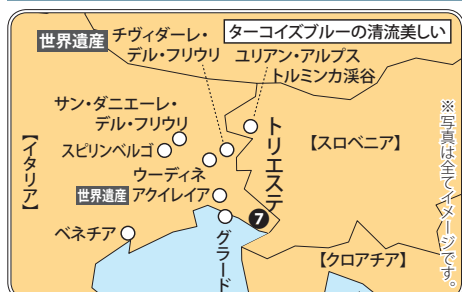 世界遺産 チヴィダーレ・
デル・フリウリ
ターコイズブルーの清流美しい
ユリアン・アルプス
トルミンカ渓谷
サン・ダニエーレ・
デル・フリウリ
スピリンベルゴ
ウーディネ
世界遺産 アクイレイア
ベネチア
グラード
トリエステ
❼
【イタリア】
【スロベニア】
【クロアチア】
※写真は全てイメージです。